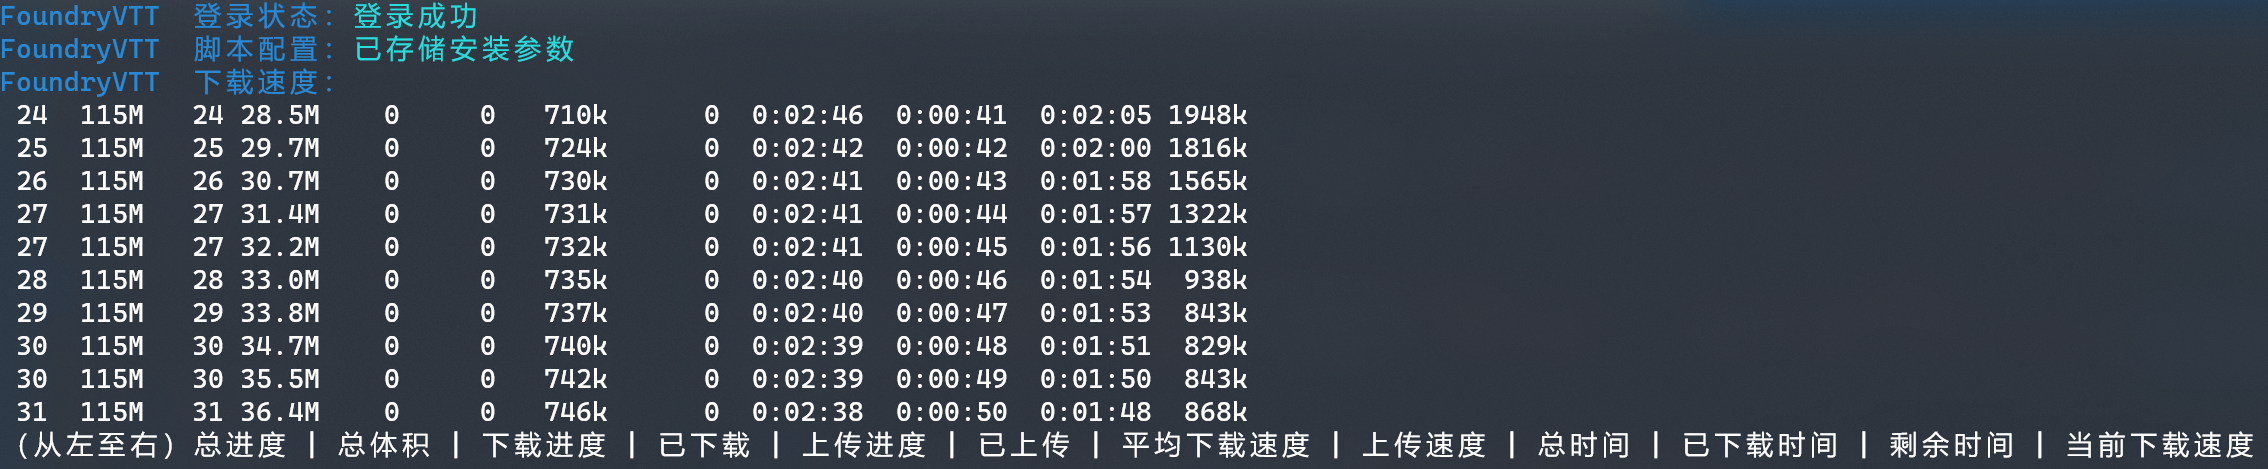 FoundryVTT 登录状态: 登录成功
FoundryVTT 脚本配置: 已存储安装参数
FoundryVTT 下载速度:
24 115M 24 28.5M 0 0 710k 0 0:02:46 0:00:41 0:02:05 1948k
25 115M 25 29.7M 0 0 724k 0 0:02:42 0:00:42 0:02:00 1816k
26 115M 26 30.7M 0 0 730k 0 0:02:41 0:00:43 0:01:58 1565k
27 115M 27 31.4M 0 0 731k 0 0:02:41 0:00:44 0:01:57 1322k
27 115M 27 32.2M 0 0 732k 0 0:02:41 0:00:45 0:01:56 1130k
28 115M 28 33.0M 0 0 735k 0 0:02:40 0:00:46 0:01:54 938k
29 115M 29 33.8M 0 0 737k 0 0:02:40 0:00:47 0:01:53 843k
30 115M 30 34.7M 0 0 740k 0 0:02:39 0:00:48 0:01:51 829k
30 115M 30 35.5M 0 0 742k 0 0:02:39 0:00:49 0:01:50 843k
31 115M 31 36.4M 0 0 746k 0 0:02:38 0:00:50 0:01:48 868k
(从左至右) 总进度 | 总体积 | 下载进度 | 已下载 | 上传进度 | 已上传 | 平均下载速度 | 上传速度 | 总时间 | 已下载时间 | 剩余时间 | 当前下载速度